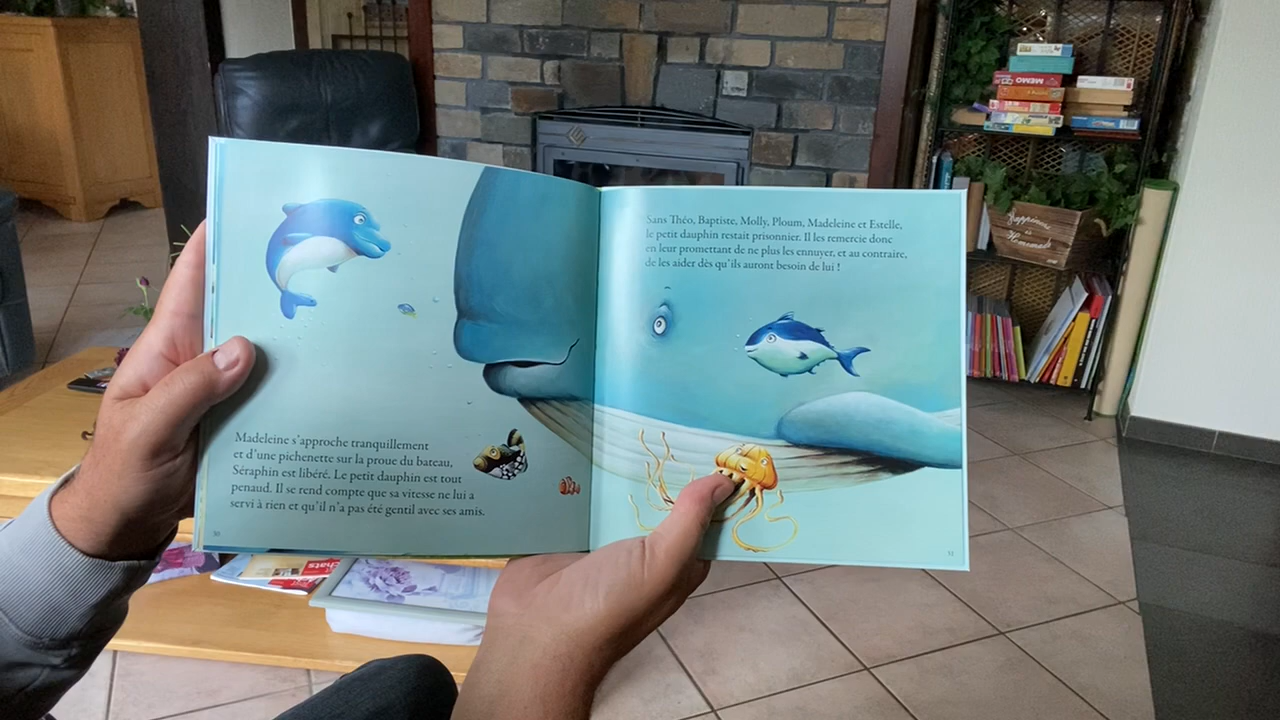 Madeleine s'approche tranquillement
et d'une pichenette sur la proue du bateau,
Séraphin est libéré. Le petit dauphin est tout
penaud. Il se rend compte que sa vitesse ne lui a
servi à rien et qu'il n'a pas été gentil avec ses amis.
Sans Théo, Baptiste, Molly, Ploum, Madeleine et Estelle,
le petit dauphin restait prisonnier. Il les remercie donc
en leur promettant de ne plus les ennuyer, et au contraire,
de les aider dès qu'ils auront besoin de lui !
MEMO
Happiness
is
Homemade
chats